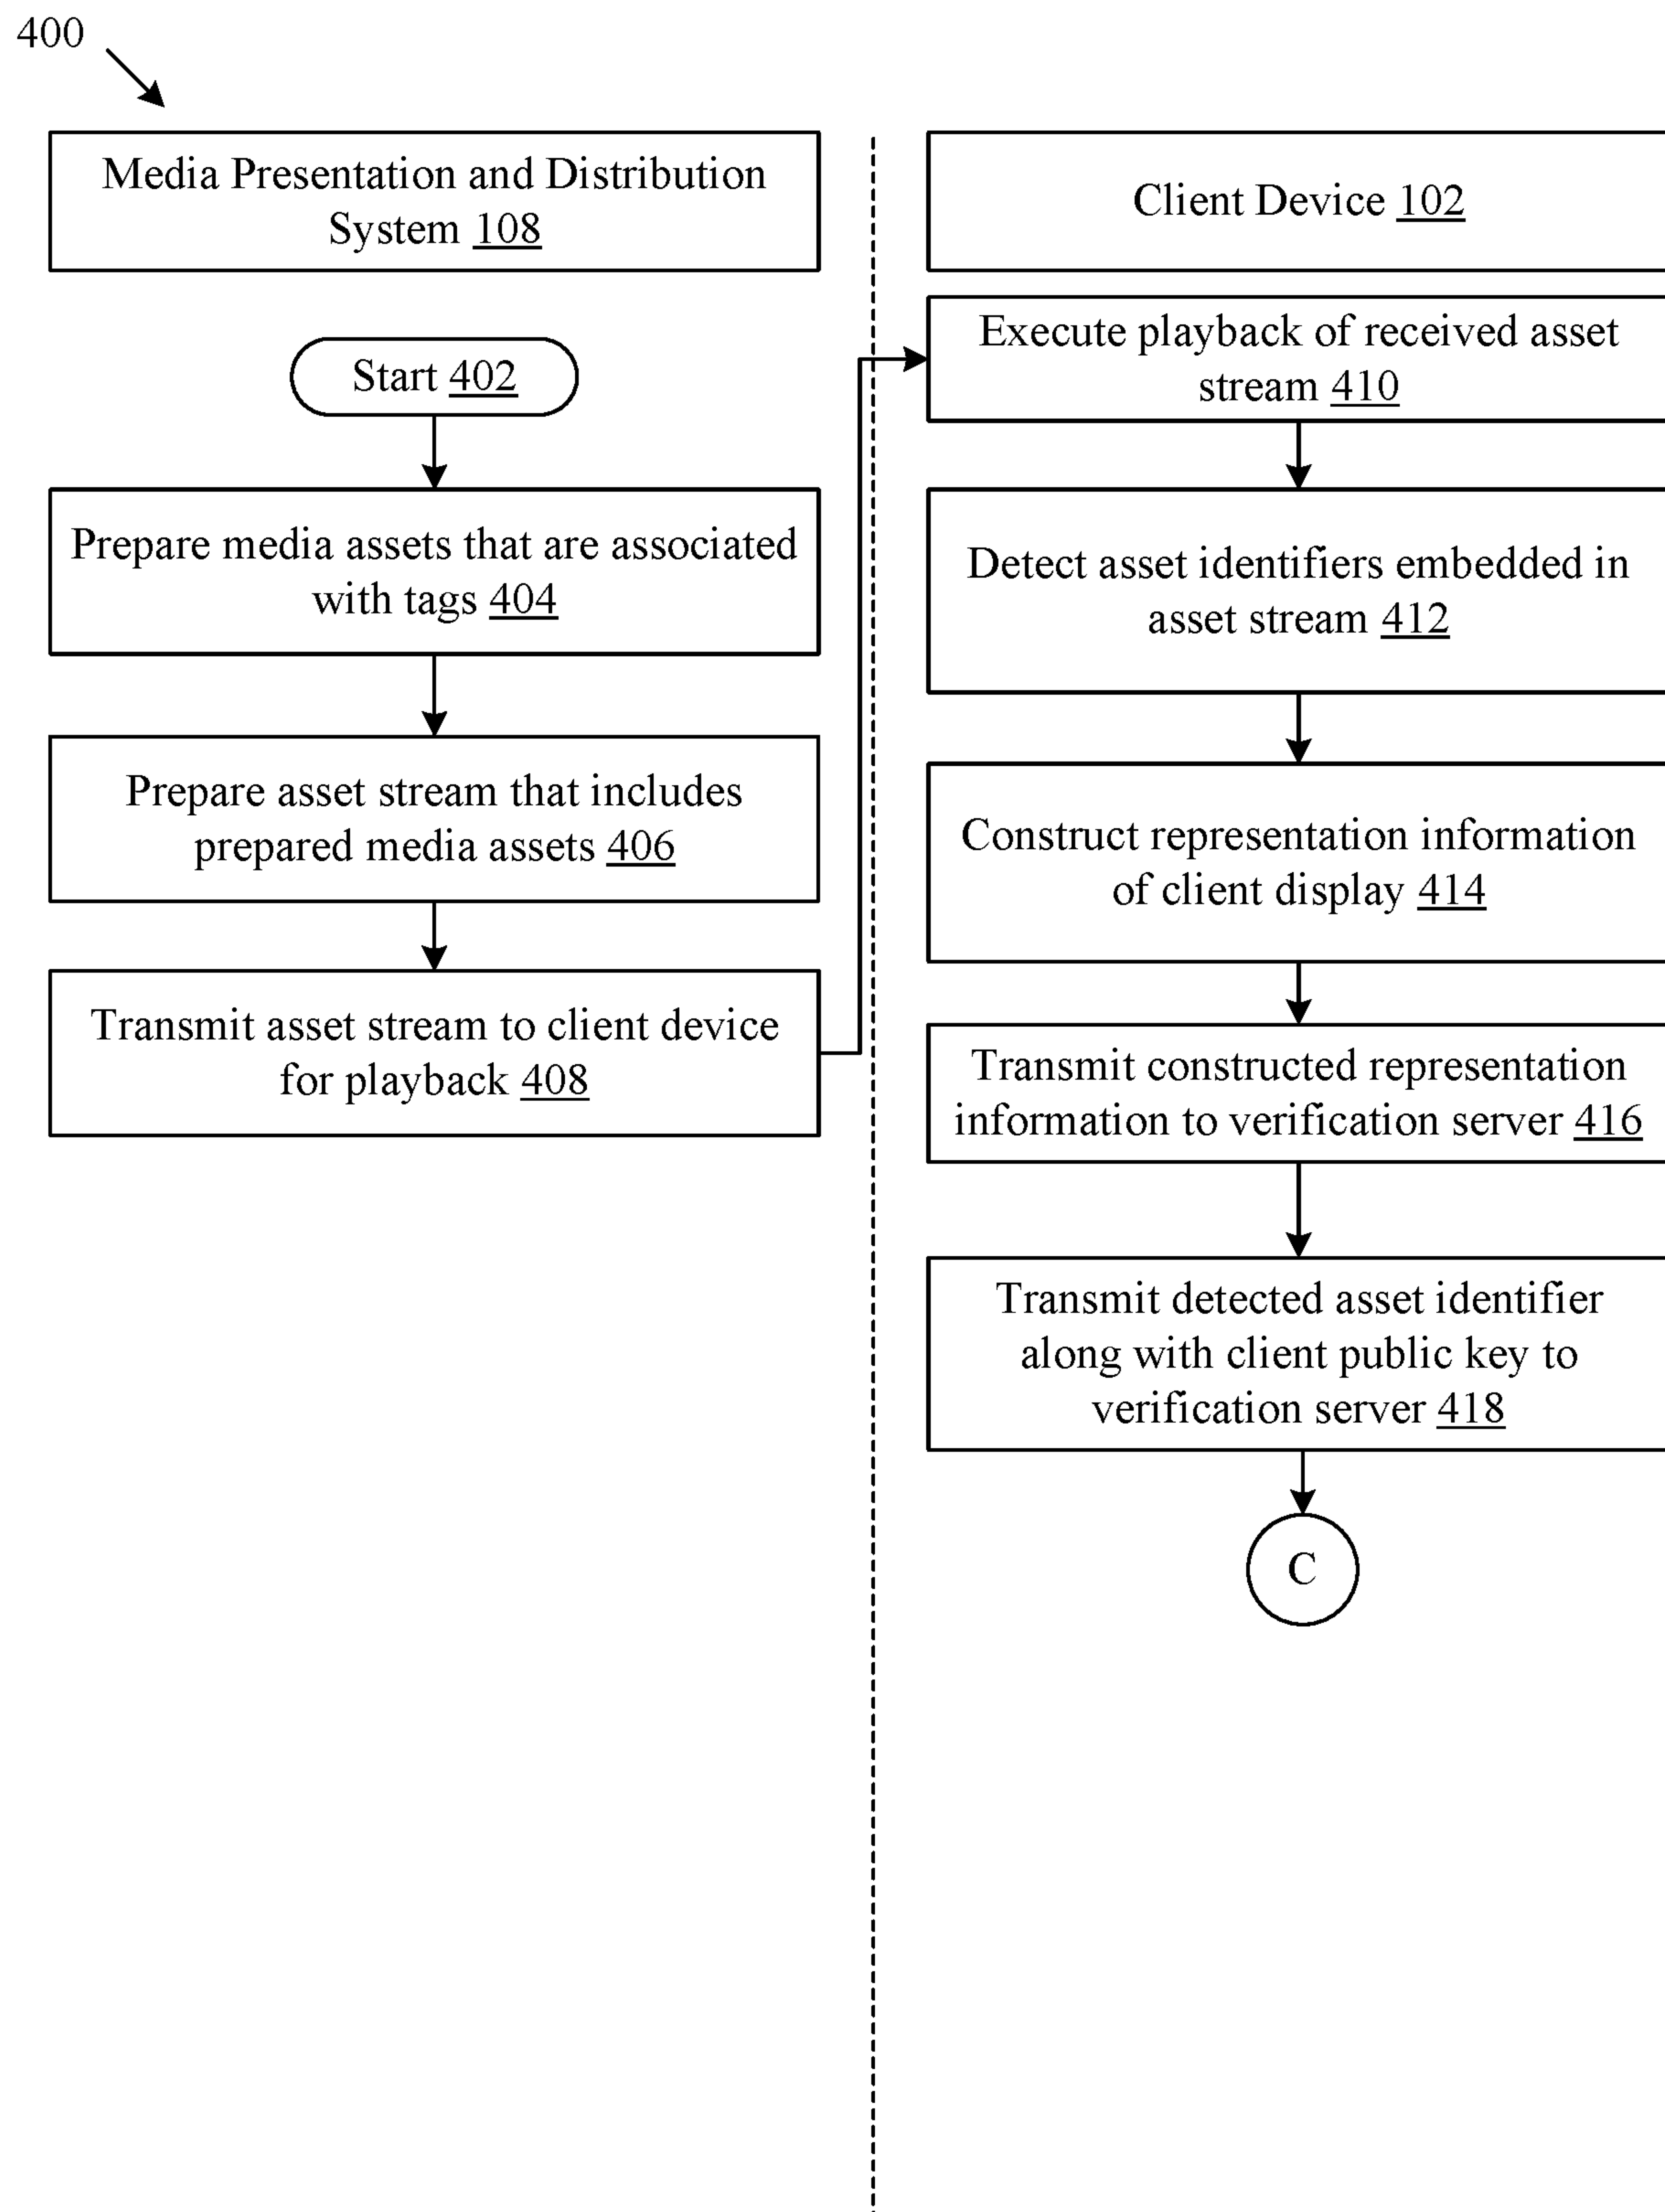 400
Media Presentation and Distribution
System 108
Start 402
Prepare media assets that are associated
with tags 404
Prepare asset stream that includes
prepared media assets 406
Transmit asset stream to client device
for playback 408
Client Device 102
Execute playback of received asset
stream 410
Detect asset identifiers embedded in
asset stream 412
Construct representation information
of client display 414
Transmit constructed representation
information to verification server 416
Transmit detected asset identifier
along with client public key to
verification server 418
C